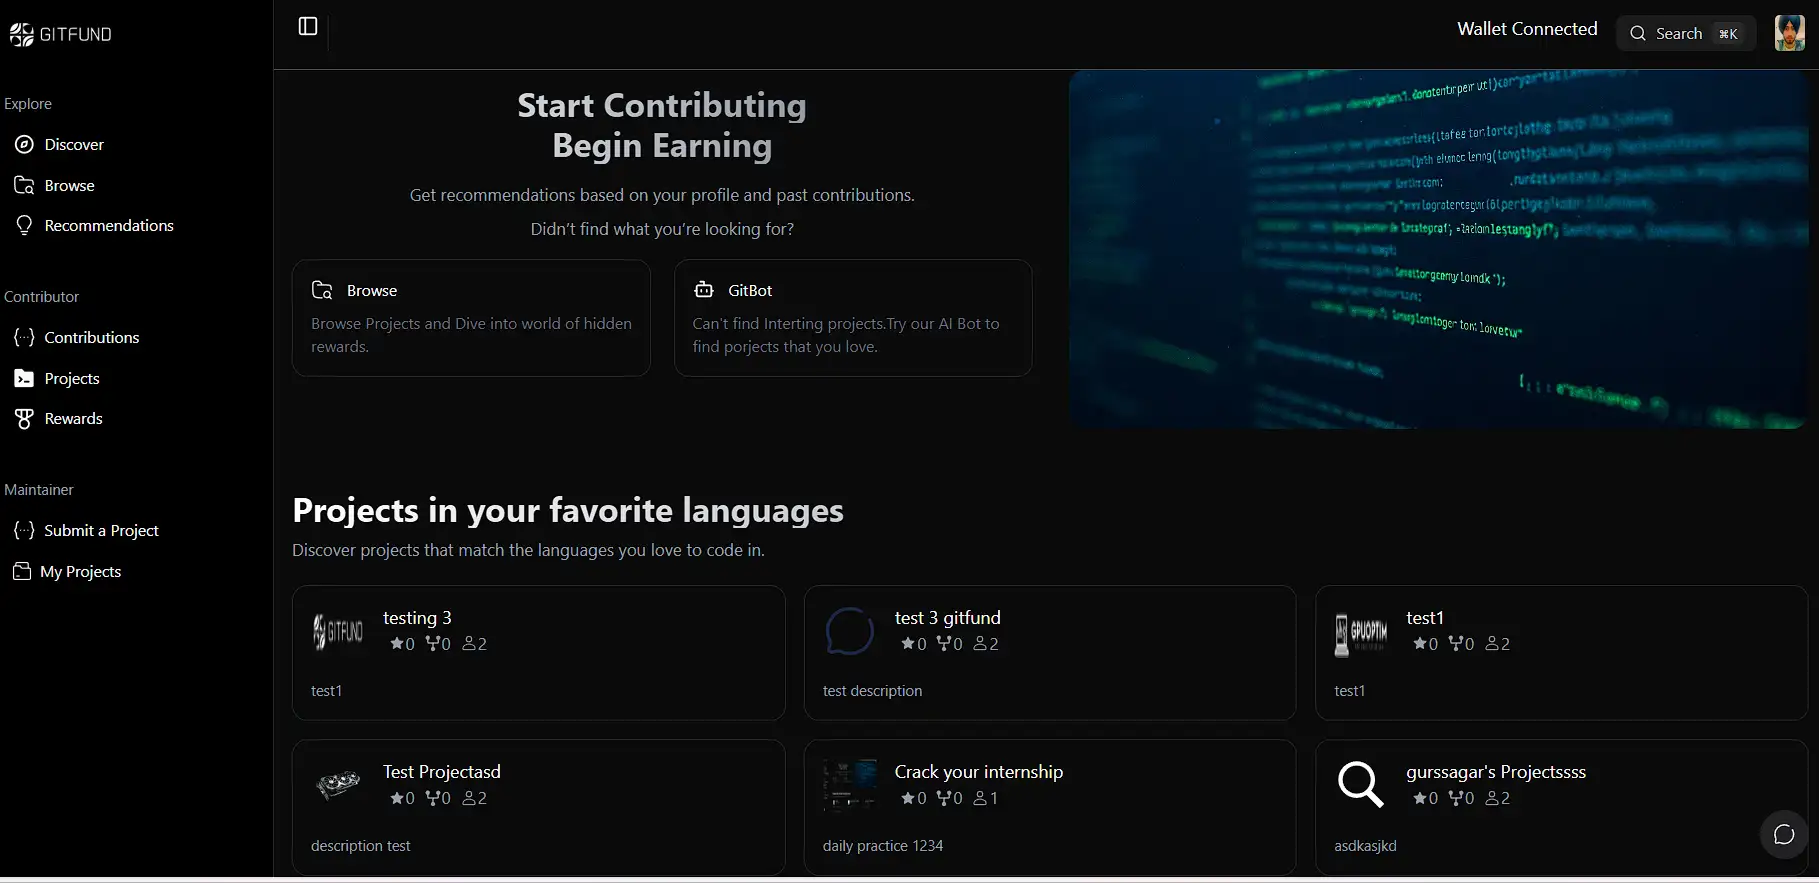 GITFUND
Explore
Discover
Browse
Recommendations
Contributor
Contributions
Projects
Rewards
Maintainer
Submit a Project
My Projects
Wallet Connected
Search ⌘K
Start Contributing
Begin Earning
Get recommendations based on your profile and past contributions.
Didn’t find what you’re looking for?
Browse
Browse Projects and Dive into world of hidden
rewards.
GitBot
Can't find Interting projects.Try our AI Bot to
find porjects that you love.
Projects in your favorite languages
Discover projects that match the languages you love to code in.
GITFUND
testing 3
0 0 2
test1
test 3 gitfund
0 0 2
test description
GPUOPTIM
test1
0 0 2
test1
Test Projectasd
0 0 2
description test
Crack your internship
0 0 1
daily practice 1234
gurssagar's Projectssss
0 0 2
asdkasjkd